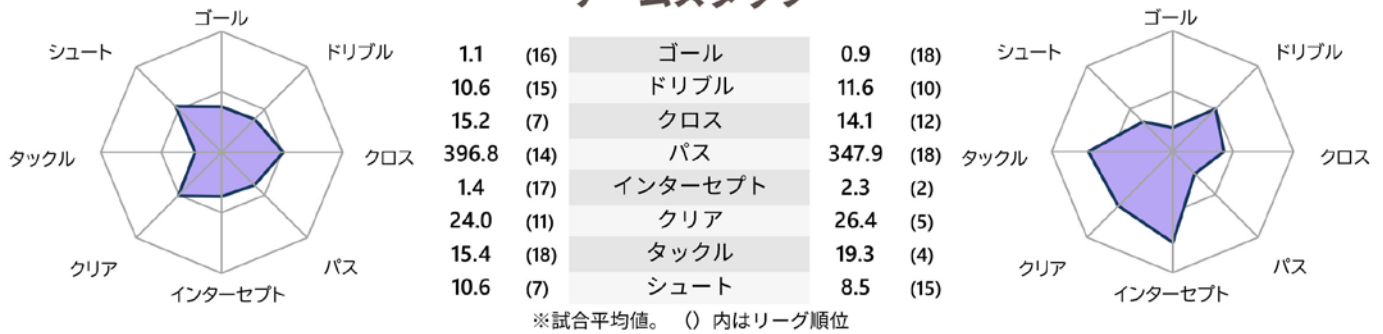 ゴール
シュート
ドリブル
タックル
クロス
クリア
パス
インターセプト
1.1 (16) ゴール 0.9 (18)
10.6 (15) ドリブル 11.6 (10)
15.2 (7) クロス 14.1 (12)
396.8 (14) パス 347.9 (18)
1.4 (17) インターセプト 2.3 (2)
24.0 (11) クリア 26.4 (5)
15.4 (18) タックル 19.3 (4)
10.6 (7) シュート 8.5 (15)
※試合平均値。 （）内はリーグ順位
ゴール
シュート
ドリブル
タックル
クロス
クリア
パス
インターセプト